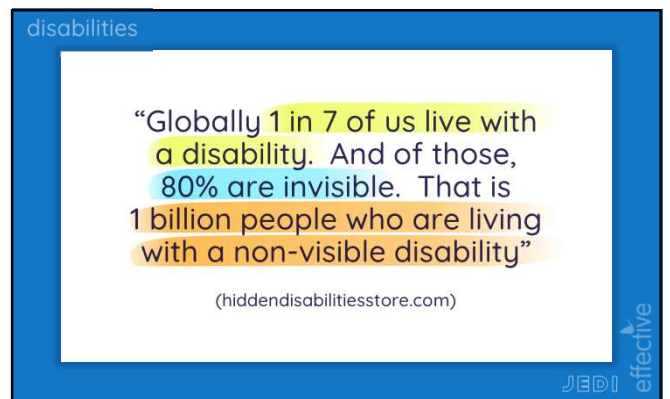 disabilities
“Globally 1 in 7 of us live with
a disability. And of those,
80% are invisible. That is
1 billion people who are living
with a non-visible disability”
(hiddendisabilitiesstore.com)
JEDI
effective